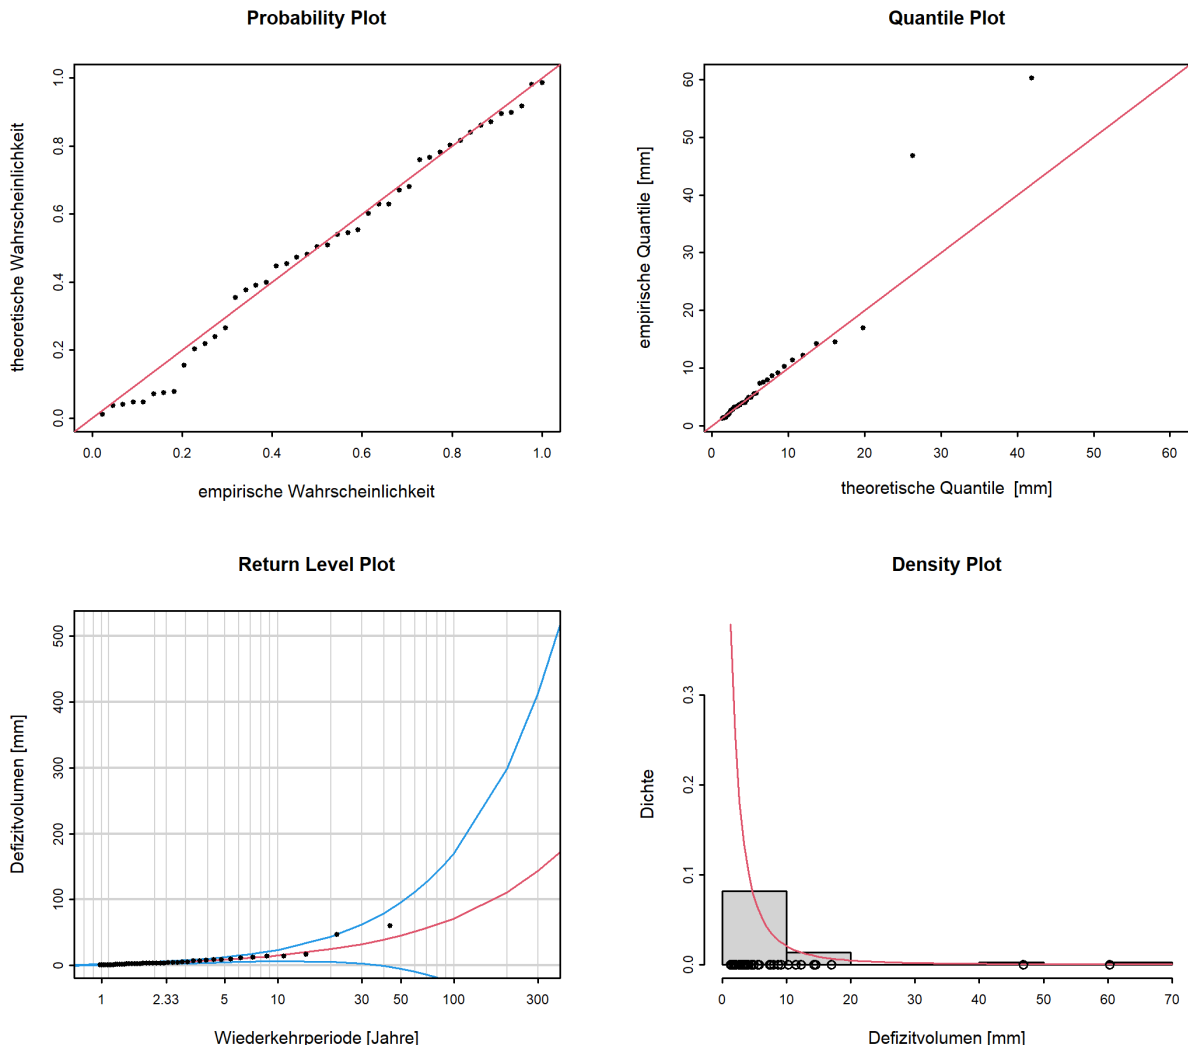 Probability Plot
theoretische Wahrscheinlichkeit
0.0 0.2 0.4 0.6 0.8 1.0
0.0 0.2 0.4 0.6 0.8 1.0
empirische Wahrscheinlichkeit
Quantile Plot
empirische Quantile [mm]
0 10 20 30 40 50 60
0 10 20 30 40 50 60
theoretische Quantile [mm]
Return Level Plot
Defizitvolumen [mm]
0 100 200 300 400 500
1 2.33 5 10 30 50 100 300
Wiederkehrperiode [Jahre]
Density Plot
Dichte
0.0 0.1 0.2 0.3
0 10 20 30 40 50 60 70
Defizitvolumen [mm]